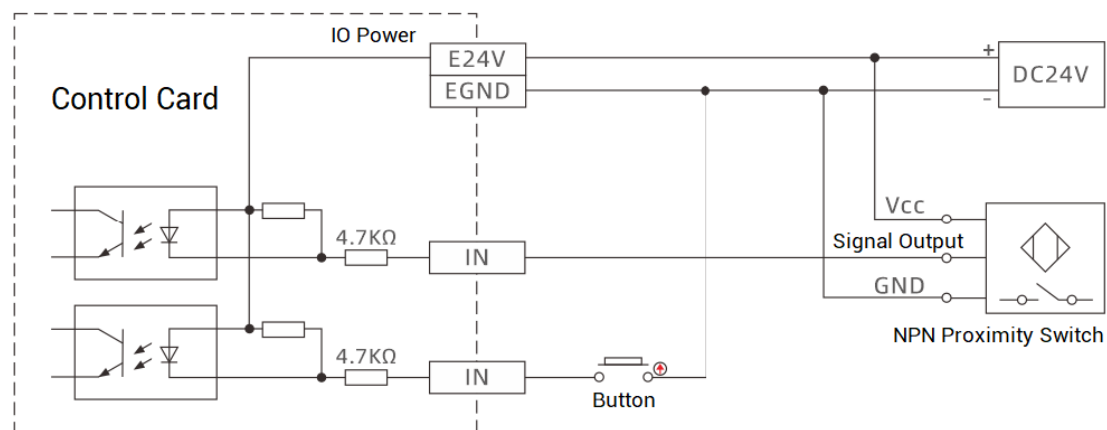 IO Power
E24V
EGND
+
DC24V
-
Control Card
Vcc
4.7KΩ
IN
Signal Output
GND
NPN Proximity Switch
4.7KΩ
IN
Button